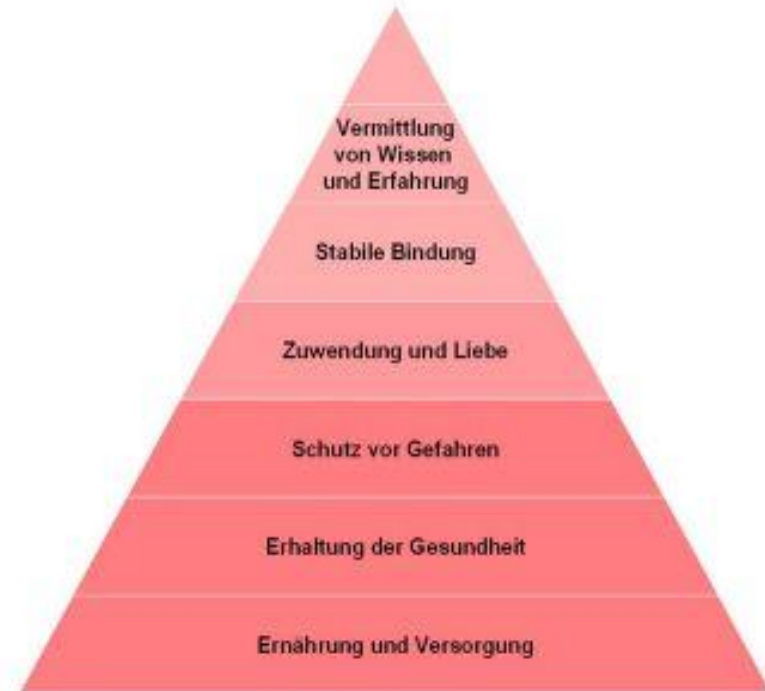 Vermittlung
von Wissen
und Erfahrung
Stabile Bindung
Zuwendung und Liebe
Schutz vor Gefahren
Erhaltung der Gesundheit
Ernährung und Versorgung